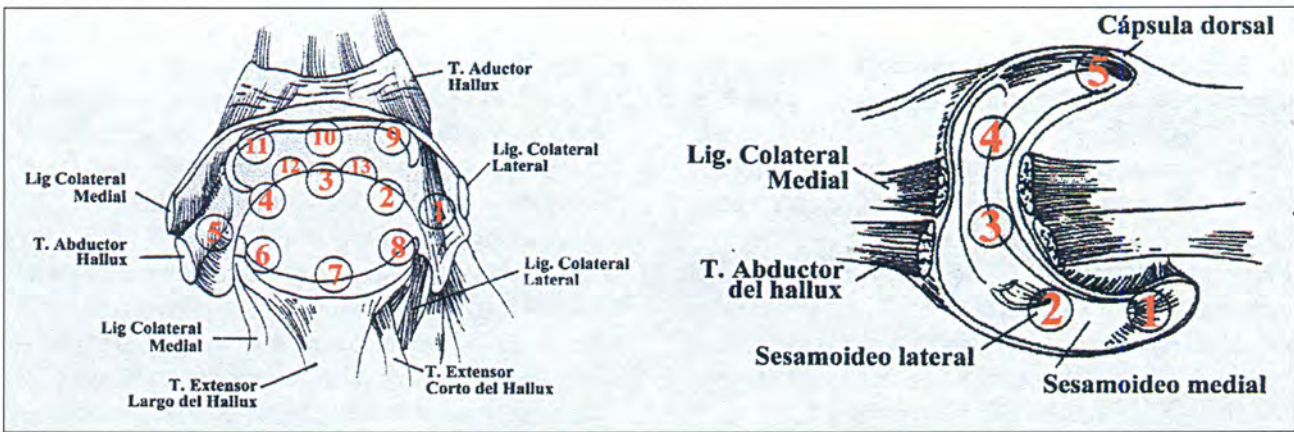 T. Aductor
Hallux
11
10
9
Lig. Colateral
Lateral
12
3
13
Lig Colateral
Medial
4
2
1
5
T. Abductor
Hallux
6
7
8
Lig. Colateral
Lateral
Lig Colateral
Medial
T. Extensor
Largo del Hallux
T. Extensor
Corto del Hallux
Cápsula dorsal
5
4
Lig. Colateral
Medial
3
T. Abductor
del hallux
2
1
Sesamoideo lateral
Sesamoideo medial